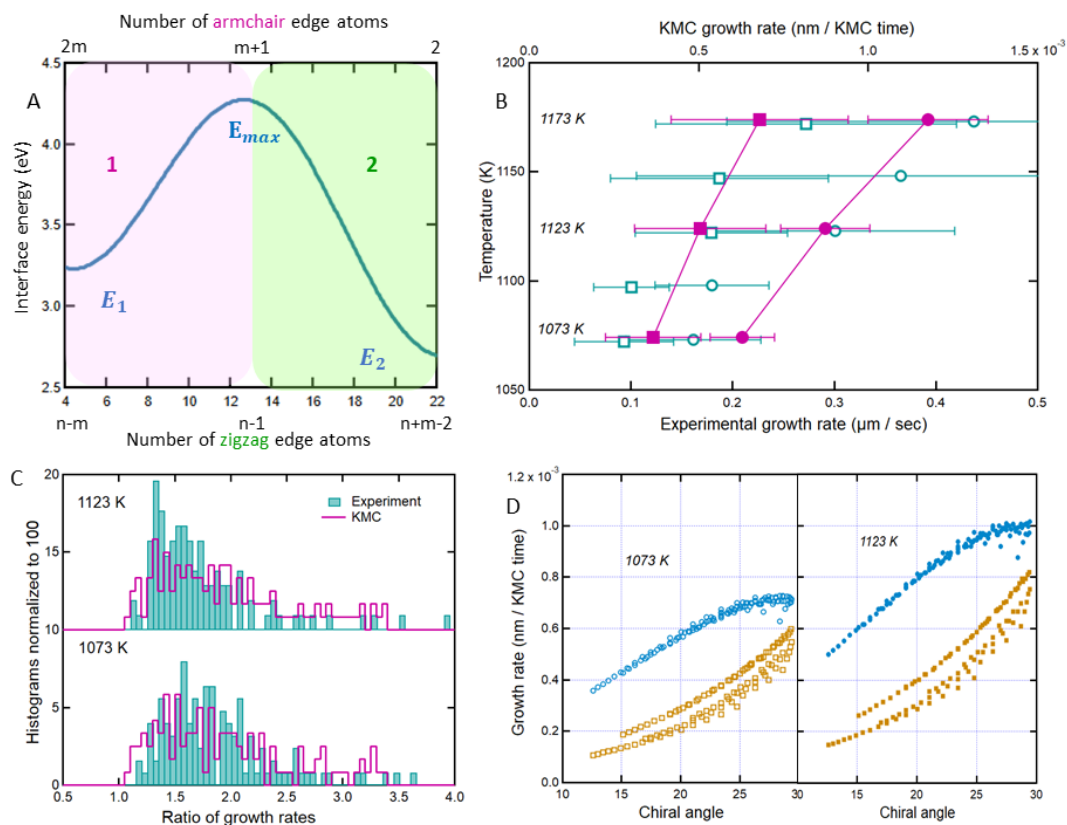 Number of armchair edge atoms
2m m+1 2
4.5
4.0
3.5
3.0
2.5
Interface energy (eV)
A
1
2
E_max
E_1
E_2
4 6 8 10 12 14 16 18 20 22
n-m n-1 n+m-2
Number of zigzag edge atoms
KMC growth rate (nm / KMC time)
0.0 0.5 1.0 1.5 x 10^-3
B
1200
1150
1100
1050
Temperature (K)
1173 K
1123 K
1073 K
0.1 0.2 0.3 0.4 0.5
Experimental growth rate (µm / sec)
C
20
15
10
5
0
Histograms normalized to 100
1123 K
Experiment
KMC
1073 K
0.5 1.0 1.5 2.0 2.5 3.0 3.5 4.0
Ratio of growth rates
1.2 x 10^-3
D
1.0
0.8
0.6
0.4
0.2
0.0
Growth rate (nm / KMC time)
1073 K
1123 K
10 15 20 25 30
15 20 25 30
Chiral angle
Chiral angle